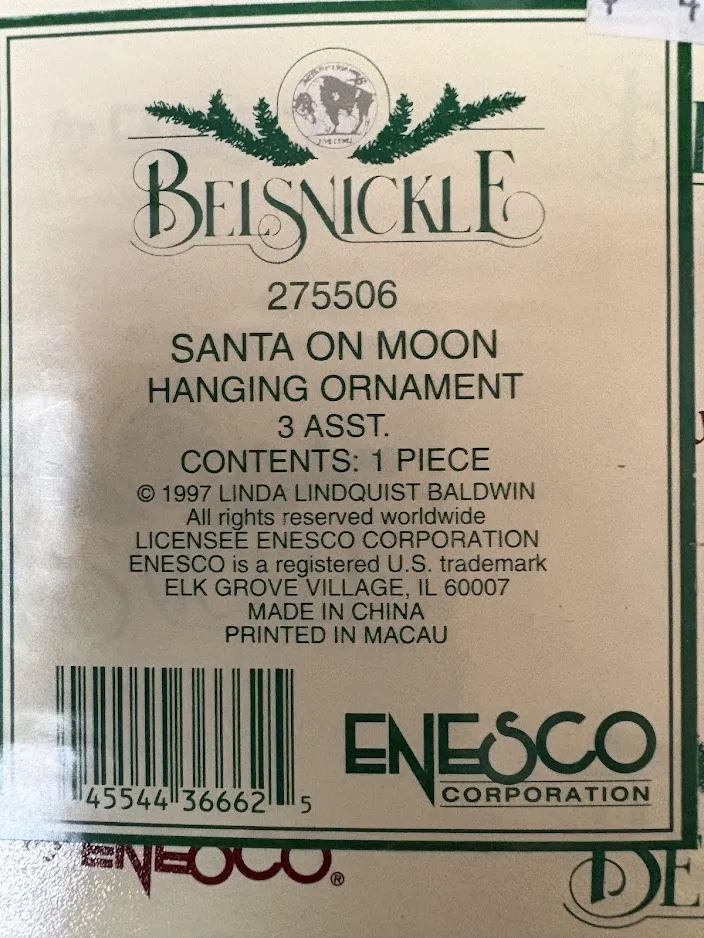 BELSNICKLE
275506
SANTA ON MOON
HANGING ORNAMENT
3 ASST.
CONTENTS: 1 PIECE
© 1997 LINDA LINDQUIST BALDWIN
All rights reserved worldwide
LICENSEE ENESCO CORPORATION
ENESCO is a registered U.S. trademark
ELK GROVE VILLAGE, IL 60007
MADE IN CHINA
PRINTED IN MACAU
45544 36662 5
ENESCO
CORPORATION
ENESCO®
BE